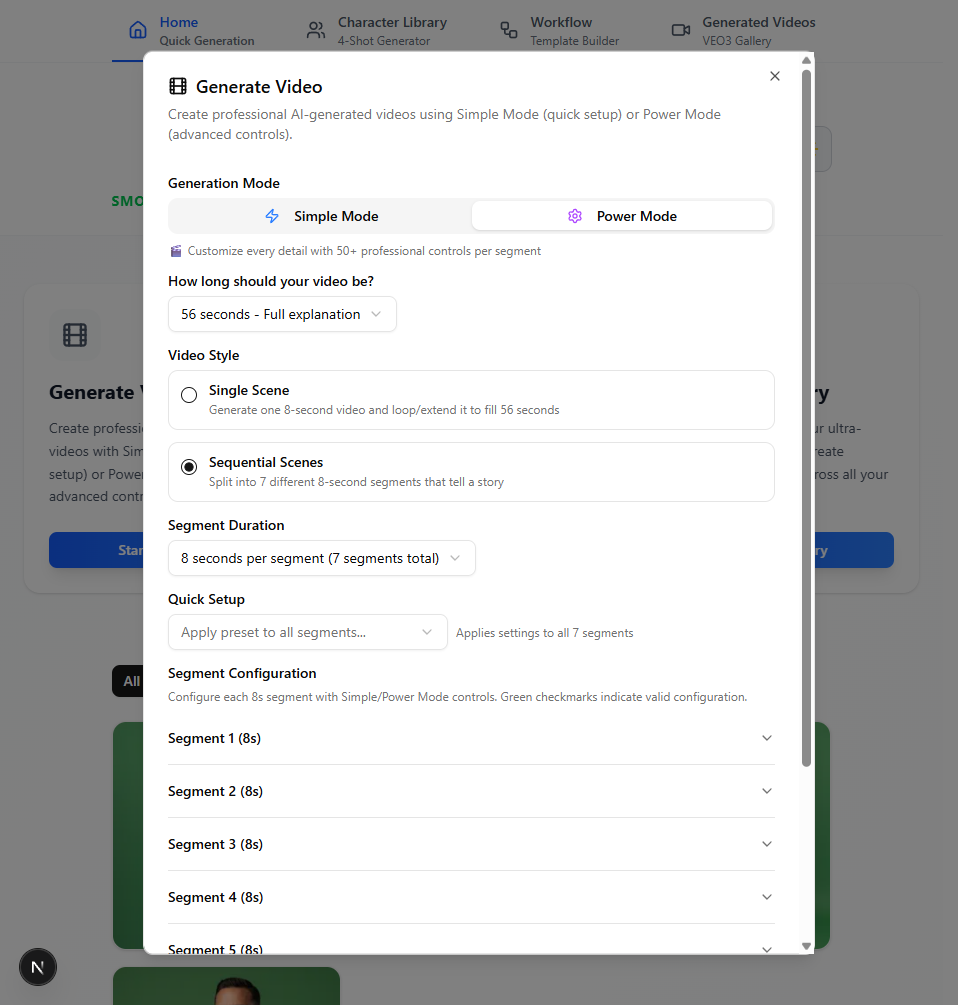 Home
Quick Generation
Character Library
4-Shot Generator
Workflow
Template Builder
Generated Videos
VEO3 Gallery
Generate Video
Create professional AI-generated videos using Simple Mode (quick setup) or Power Mode
(advanced controls).
SMO
Generation Mode
Simple Mode
Power Mode
Customize every detail with 50+ professional controls per segment
How long should your video be?
56 seconds - Full explanation
Video Style
Single Scene
Generate one 8-second video and loop/extend it to fill 56 seconds
Sequential Scenes
Split into 7 different 8-second segments that tell a story
Segment Duration
8 seconds per segment (7 segments total)
Quick Setup
Apply preset to all segments...
Applies settings to all 7 segments
Segment Configuration
Configure each 8s segment with Simple/Power Mode controls. Green checkmarks indicate valid configuration.
Segment 1 (8s)
Segment 2 (8s)
Segment 3 (8s)
Segment 4 (8s)
Segment 5 (8s)
Generate
Create professi
videos with Sim
setup) or Powe
advanced contr
Star
ry
ur ultra-
reate
ross all your
ry
All
N